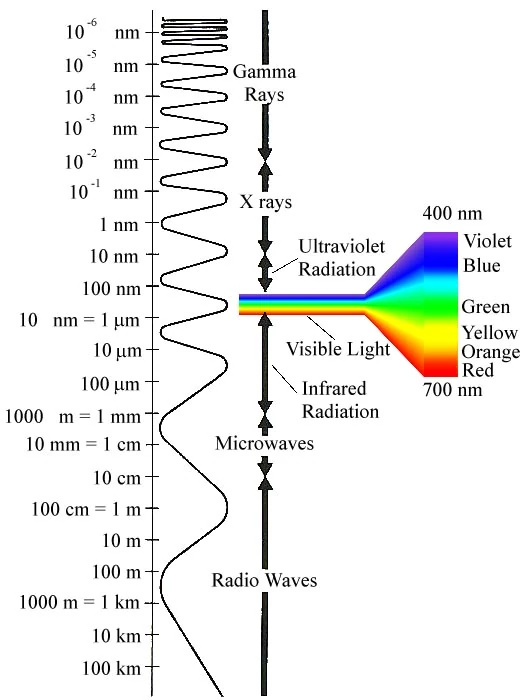 10⁻⁶ nm
10⁻⁵ nm
10⁻⁴ nm
10⁻³ nm
10⁻² nm
10⁻¹ nm
1 nm
10 nm
100 nm
10 nm = 1 µm
10 µm
100 µm
1000 m = 1 mm
10 mm = 1 cm
10 cm
100 cm = 1 m
10 m
100 m
1000 m = 1 km
10 km
100 km
Gamma
Rays
X rays
Ultraviolet
Radiation
Visible Light
Infrared
Radiation
Microwaves
Radio Waves
400 nm
Violet
Blue
Green
Yellow
Orange
Red
700 nm